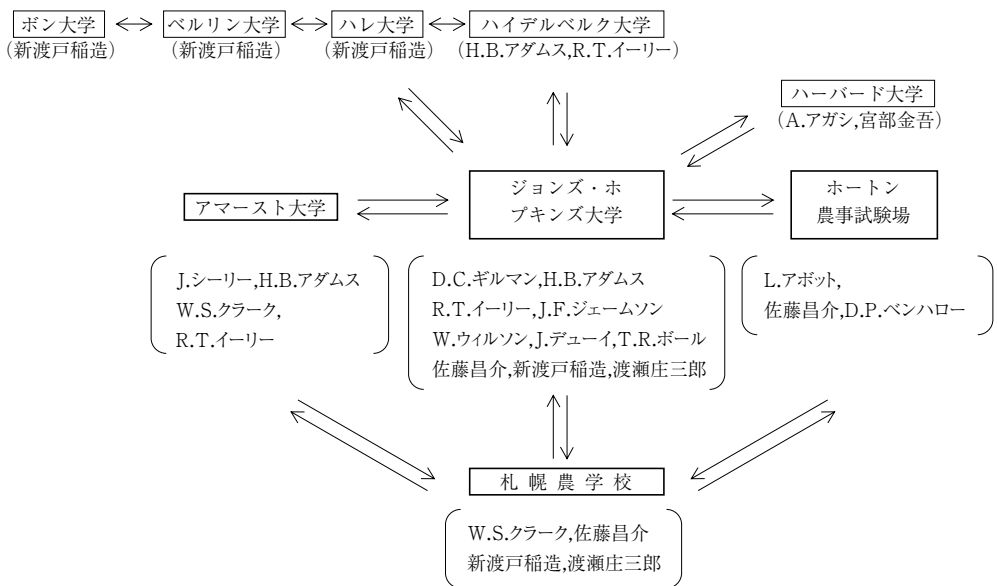 ボン大学 ベルリン大学 ハレ大学 ハイデルベルク大学
(新渡戸稲造) (新渡戸稲造) (新渡戸稲造) (H.B.アダムス,R.T.イーリー)
ハーバード大学
(A.アガシ,宮部金吾)
アマースト大学
ジョンズ・ホ
プキンズ大学
ホートン
農事試験場
J.シーリー,H.B.アダムス
W.S.クラーク,
R.T.イーリー
D.C.ギルマン,H.B.アダムス
R.T.イーリー,J.F.ジェームソン
W.ウィルソン,J.デューイ,T.R.ボール
佐藤昌介,新渡戸稲造,渡瀬庄三郎
L.アボット,
佐藤昌介,D.P.ベンハロー
札幌農学校
W.S.クラーク,佐藤昌介
新渡戸稲造,渡瀬庄三郎